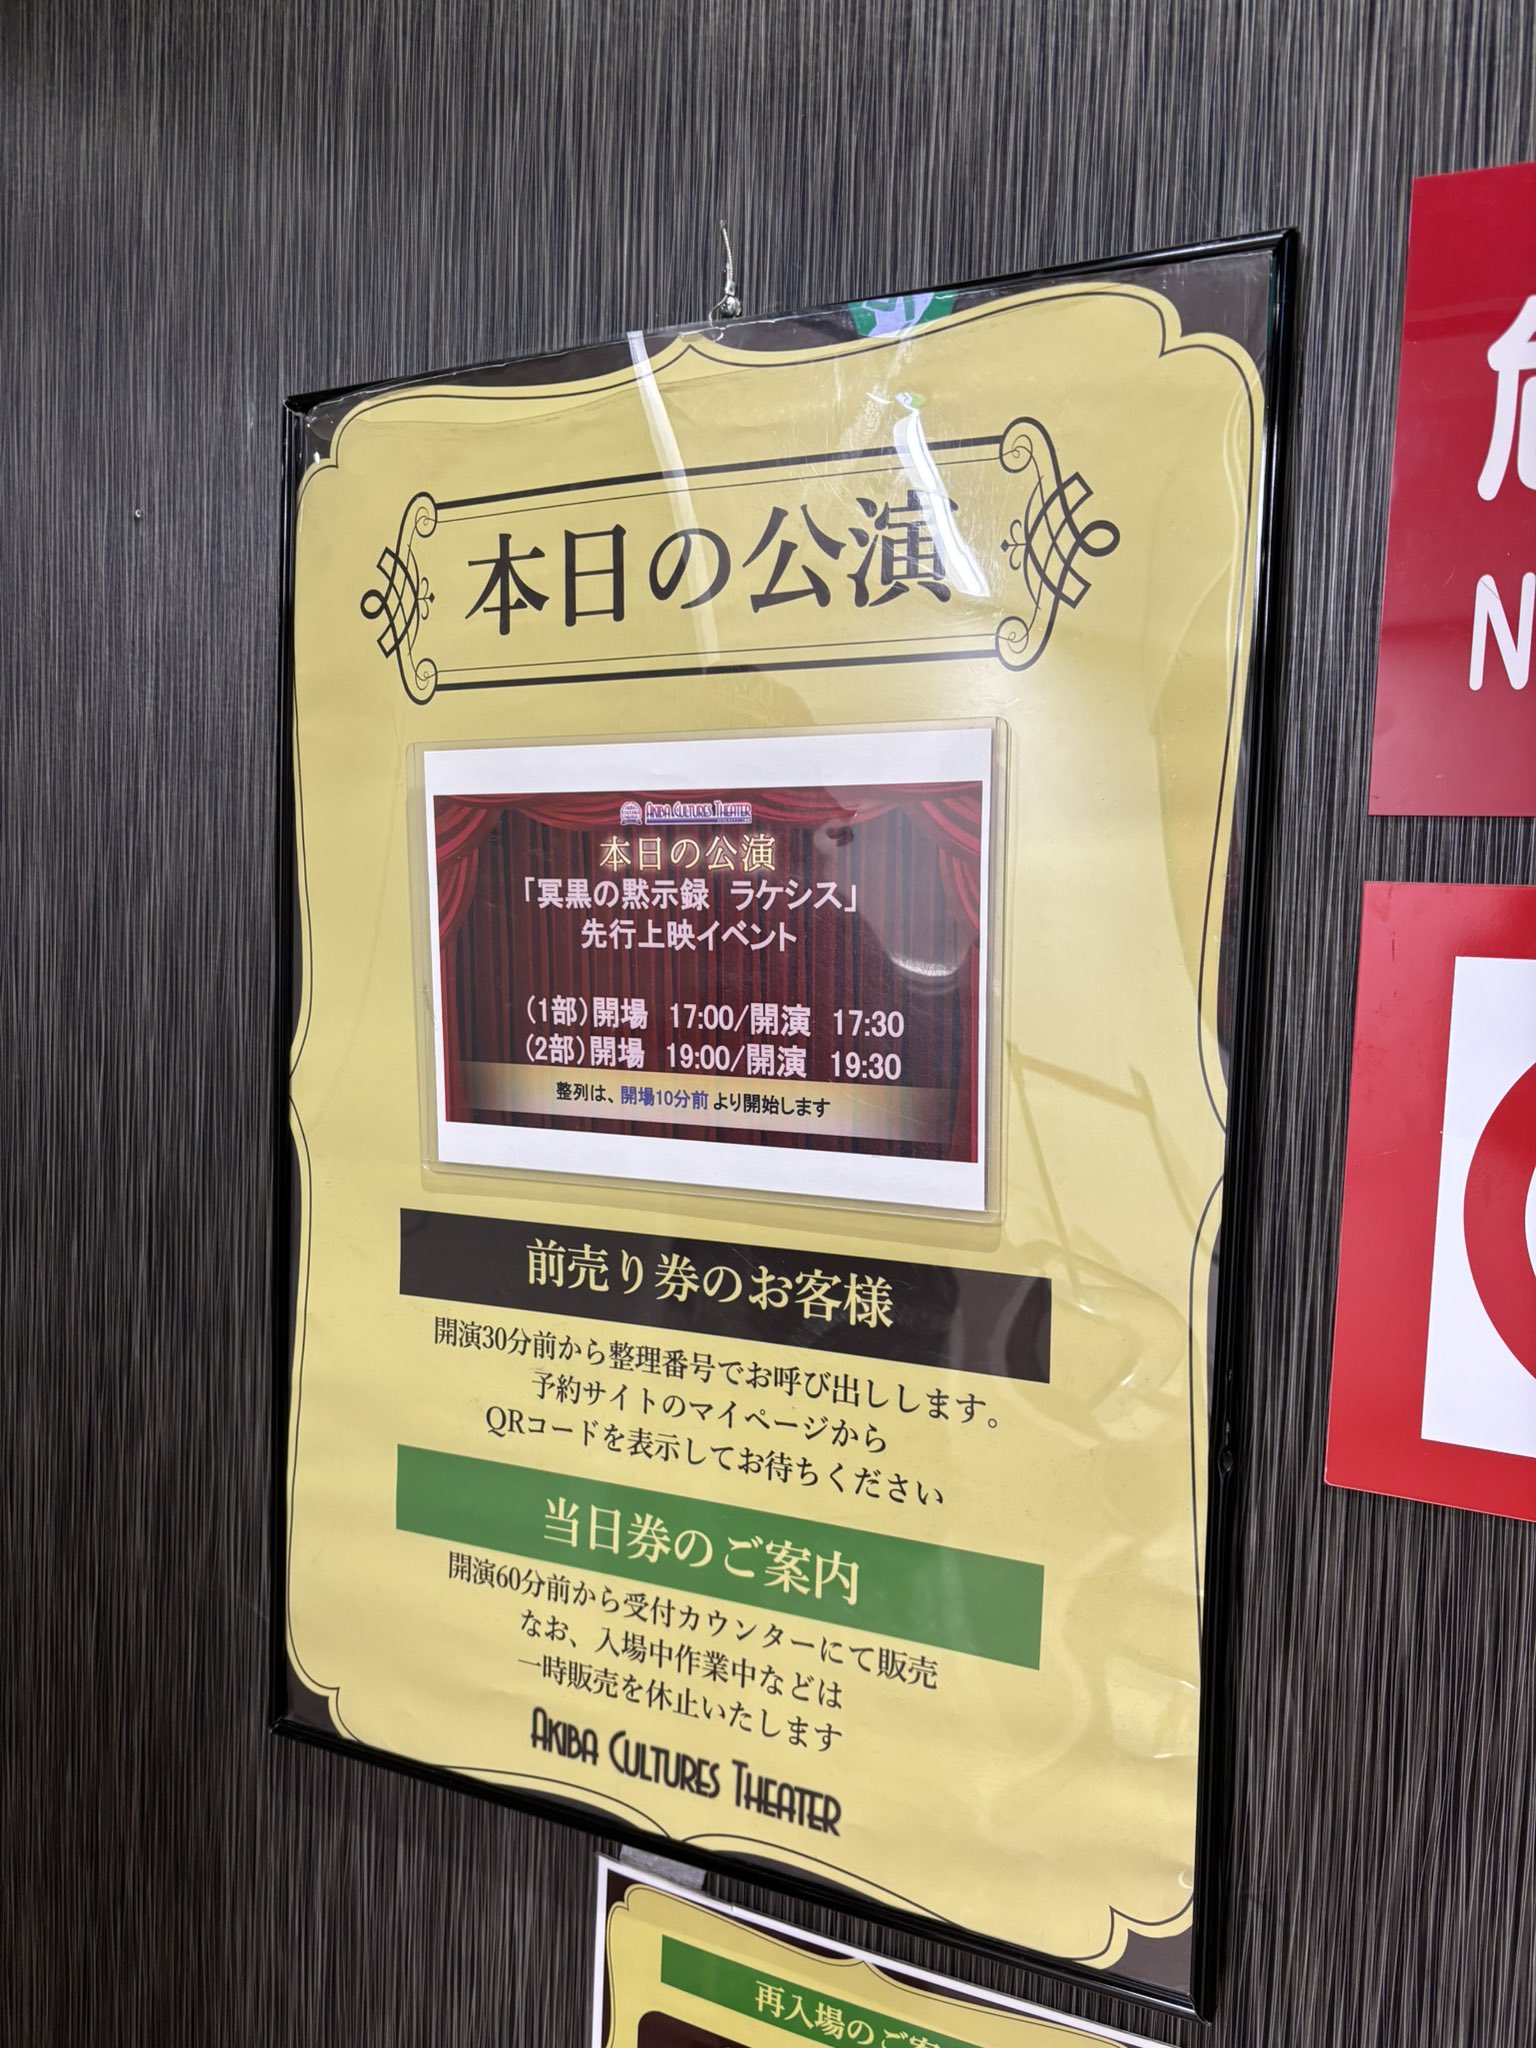 本日の公演
AKIBA CULTURES THEATER
本日の公演
「冥黒の黙示録 ラケシス」
先行上映イベント
(1部)開場 17:00/開演 17:30
(2部)開場 19:00/開演 19:30
整列は、開場10分前より開始します
前売り券のお客様
開演30分前から整理番号でお呼び出しします。
予約サイトのマイページから
QRコードを表示してお待ちください
当日券のご案内
開演60分前から受付カウンターにて販売
なお、入場中作業中などは
一時販売を休止いたします
AKIBA CULTURES THEATER
再入場のご案
N